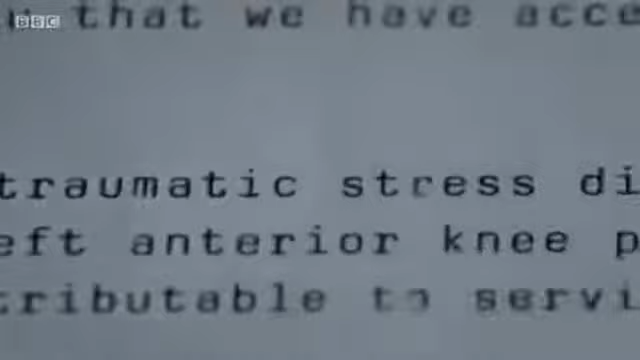 BBC
that we have acce
traumatic stress di
eft anterior knee p
tributable to servi